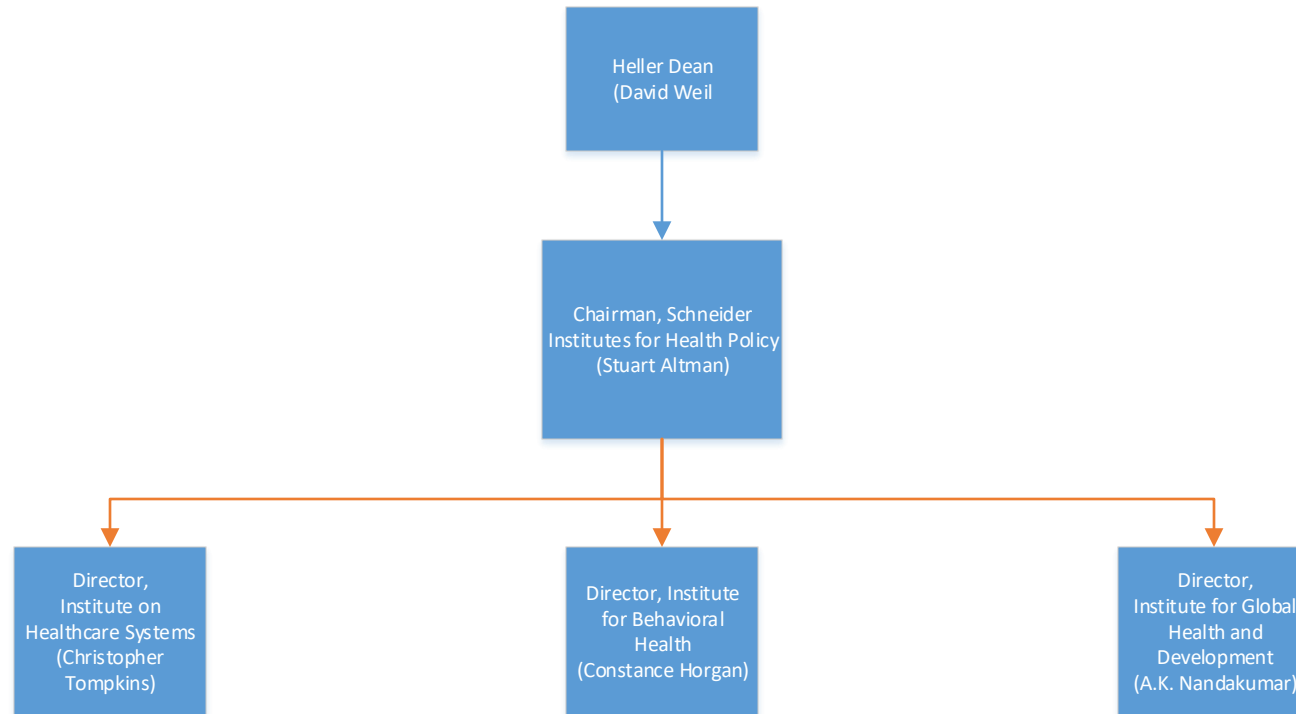 Heller Dean
(David Weil
Chairman, Schneider
Institutes for Health Policy
(Stuart Altman)
Director,
Institute on
Healthcare Systems
(Christopher
Tompkins)
Director, Institute
for Behavioral
Health
(Constance Horgan)
Director,
Institute for Global
Health and
Development
(A.K. Nandakumar)